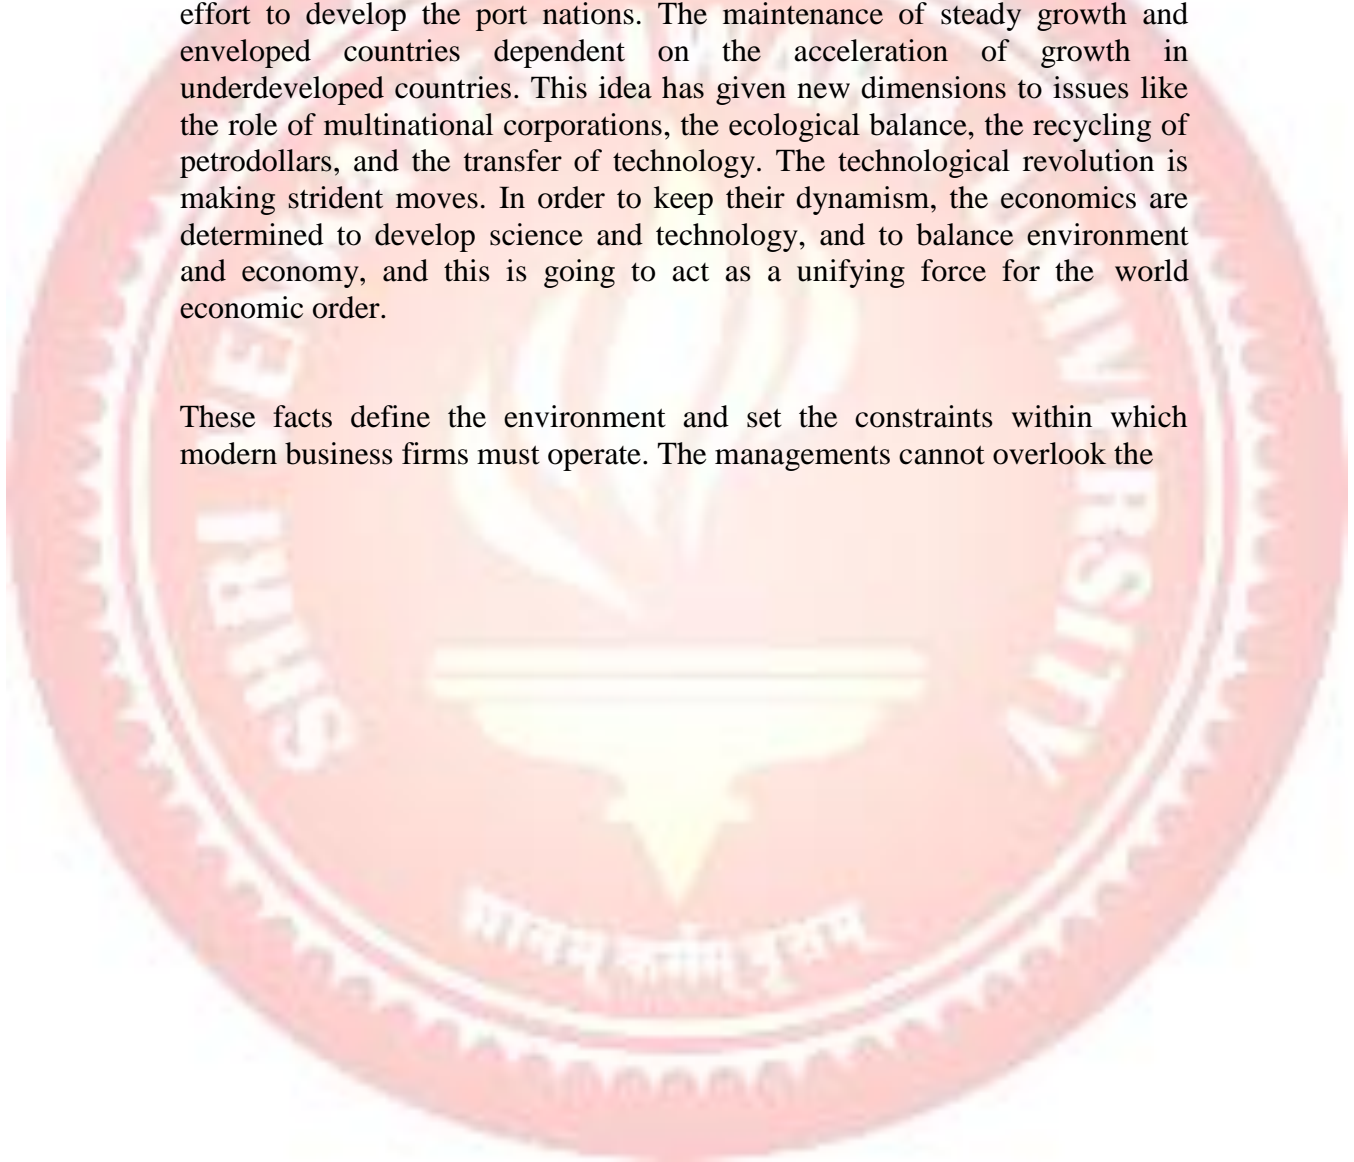 effort to develop the port nations. The maintenance of steady growth and
enveloped countries dependent on the acceleration of growth in
underdeveloped countries. This idea has given new dimensions to issues like
the role of multinational corporations, the ecological balance, the recycling of
petrodollars, and the transfer of technology. The technological revolution is
making strident moves. In order to keep their dynamism, the economics are
determined to develop science and technology, and to balance environment
and economy, and this is going to act as a unifying force for the world
economic order.
These facts define the environment and set the constraints within which
modern business firms must operate. The managements cannot overlook the
SHRI
UNIVERSITY